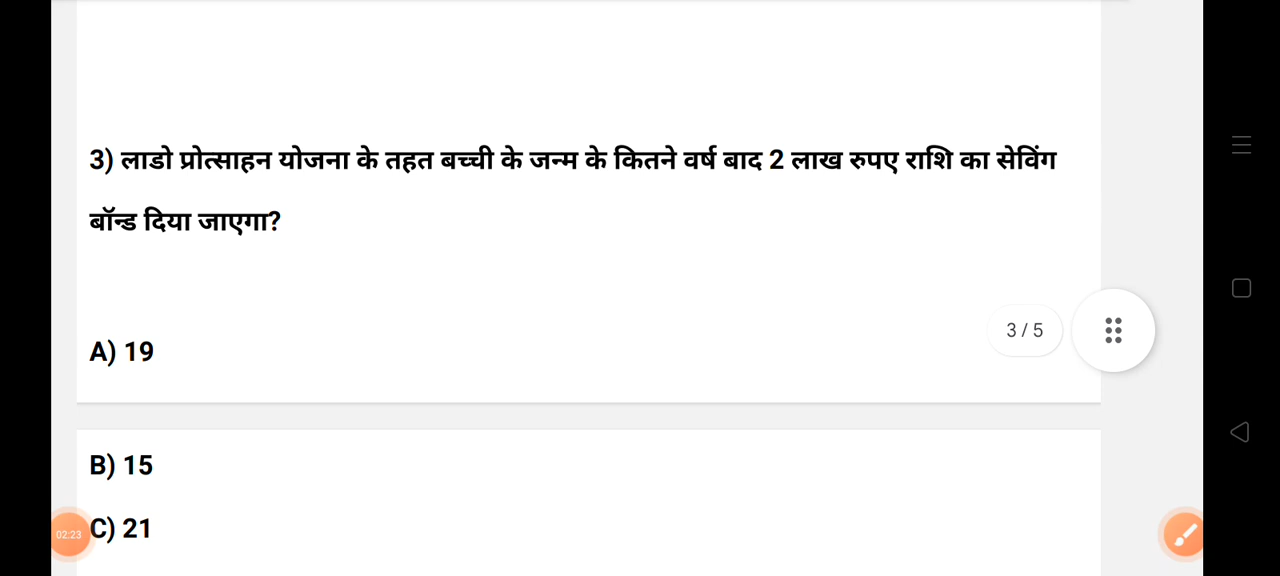 3) लाडो प्रोत्साहन योजना के तहत बच्ची के जन्म के कितने वर्ष बाद 2 लाख रुपए राशि का सेविंग
बॉन्ड दिया जाएगा?
3 / 5
A) 19
B) 15
02:23
C) 21